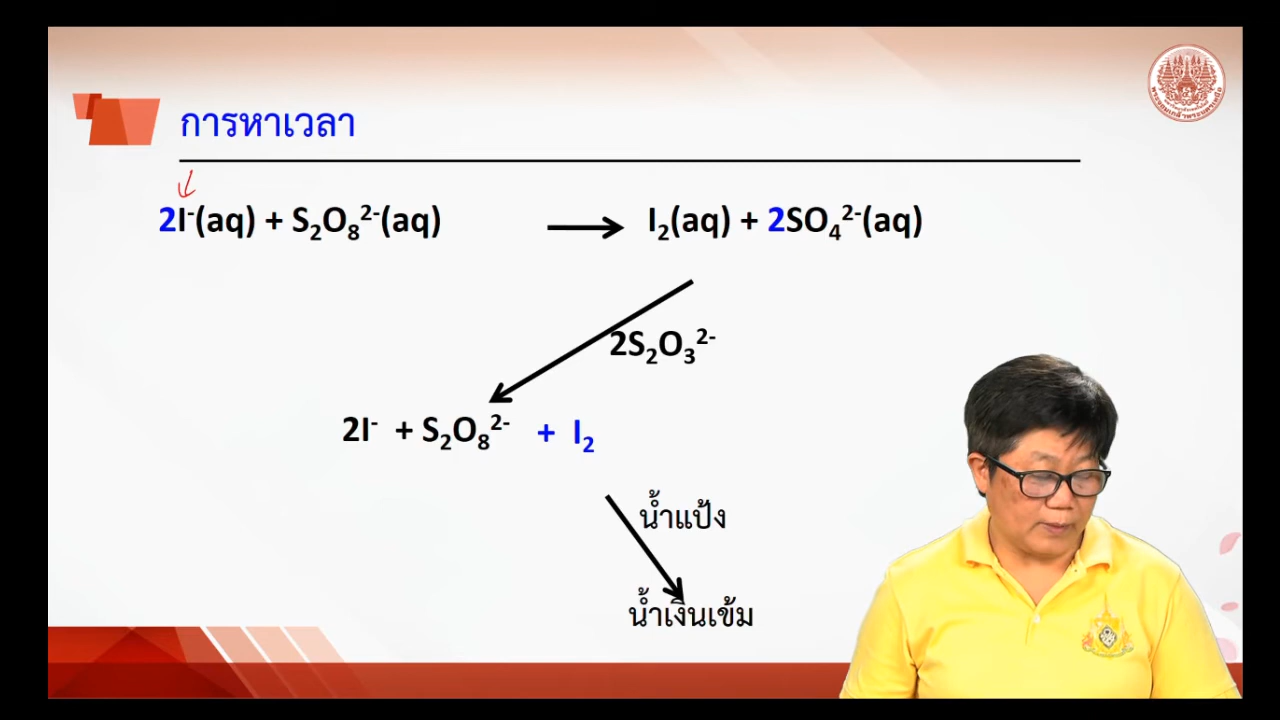 การหาเวลา
2I⁻(aq) + S₂O₈²⁻(aq) → I₂(aq) + 2SO₄²⁻(aq)
2S₂O₃²⁻
2I⁻ + S₂O₈²⁻ + I₂
น้ำแป้ง
น้ำเงินเข้ม